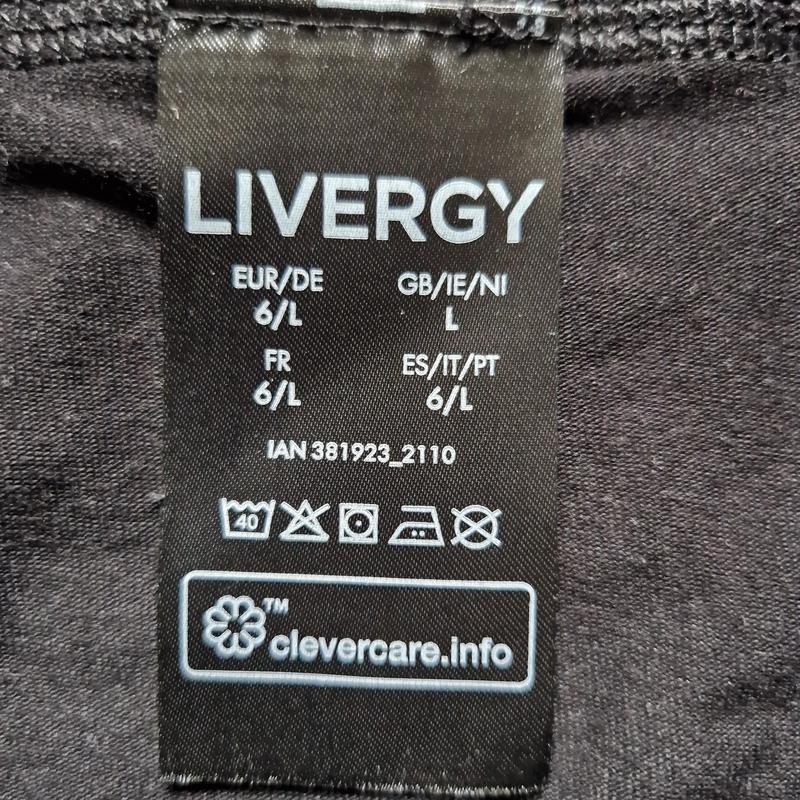 LIVERGY
EUR/DE GB/IE/NI
6/L L
FR ES/IT/PT
6/L 6/L
IAN 381923_2110
40
™
clevercare.info